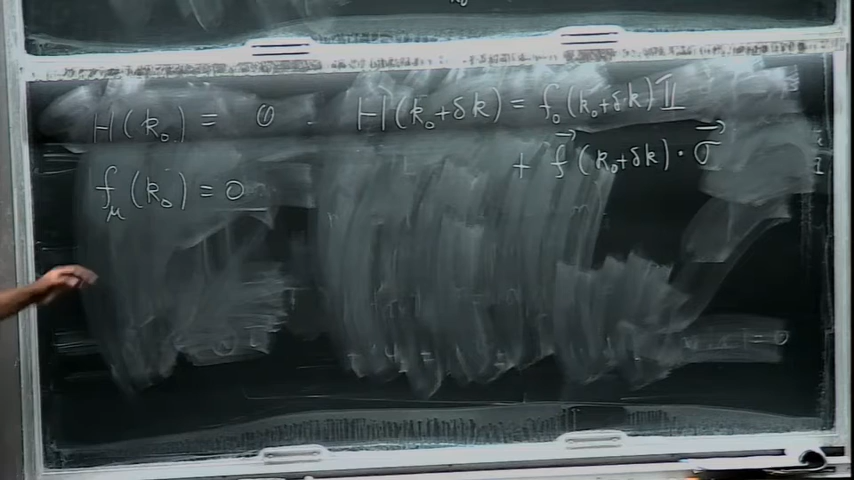 H(k₀) = 0
f_μ(k₀) = 0
H(k₀+δk) = f₀(k₀+δk) 𝟙
+ f⃗(k₀+δk) · σ⃗